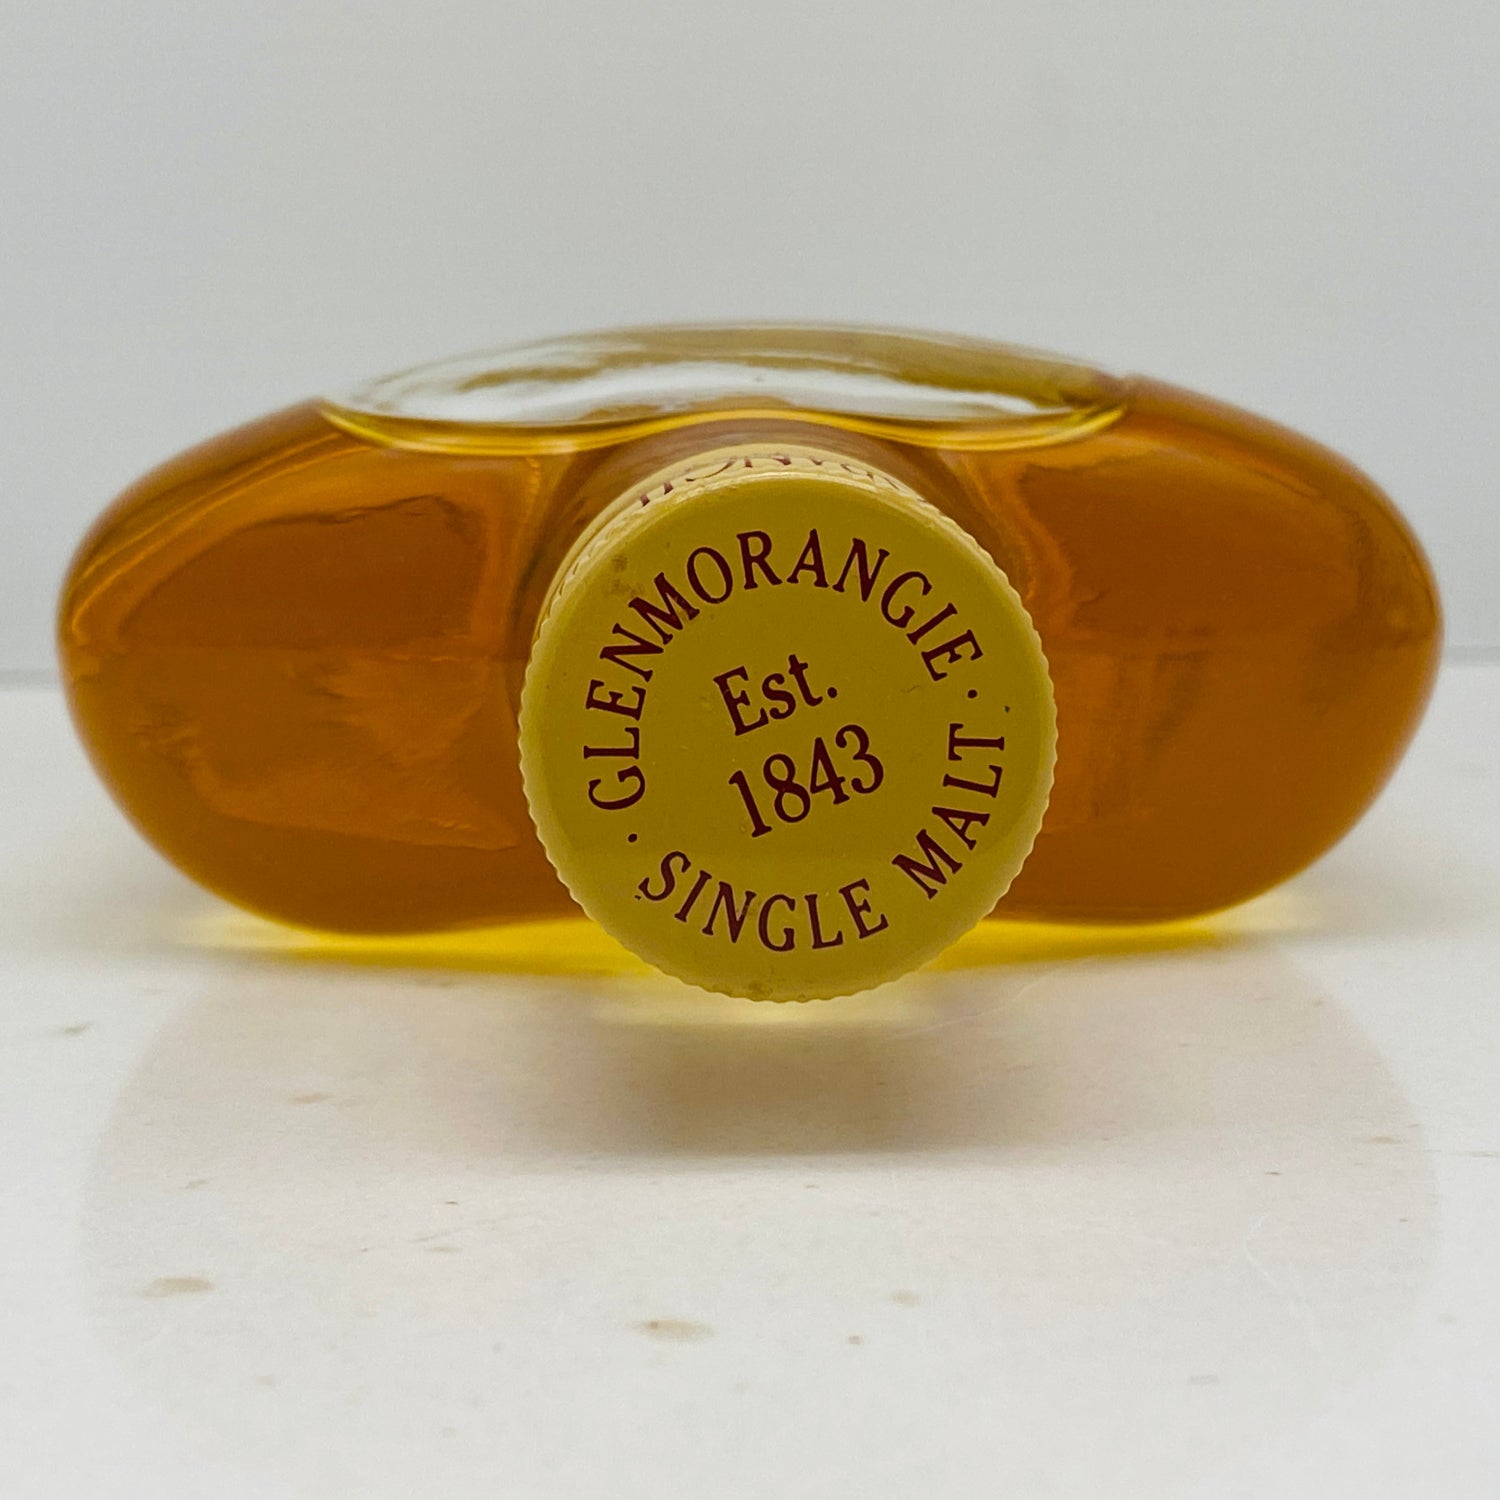 · GLENMORANGIE ·
Est.
1843
SINGLE MALT